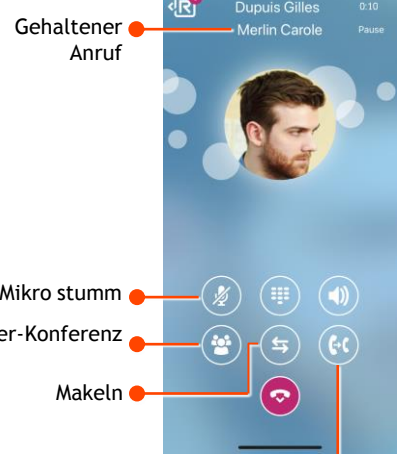 Gehaltener
Anruf
Dupuis Gilles 0:10
Merlin Carole Pause
Mikro stumm
er-Konferenz
Makeln